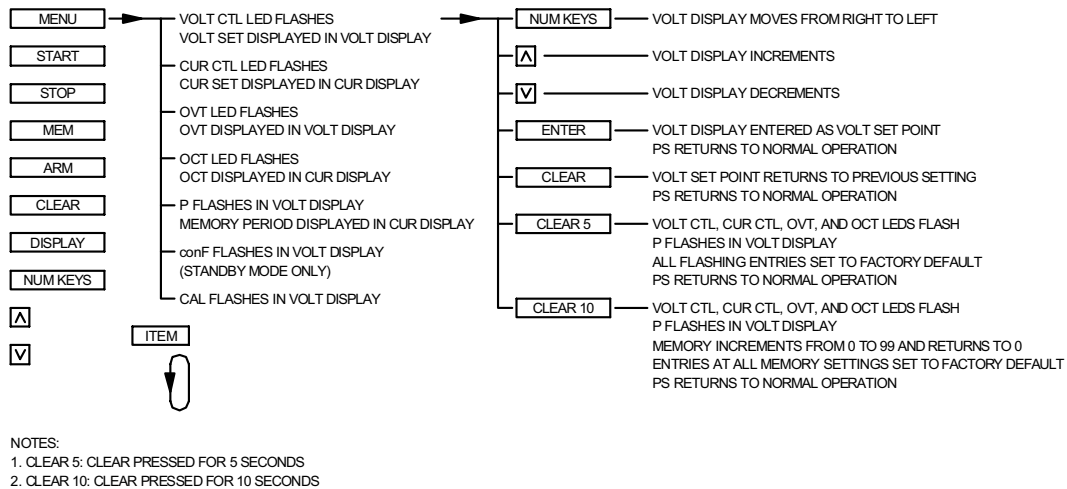 MENU
START
STOP
MEM
ARM
CLEAR
DISPLAY
NUM KEYS
VOLT CTL LED FLASHES
VOLT SET DISPLAYED IN VOLT DISPLAY
CUR CTL LED FLASHES
CUR SET DISPLAYED IN CUR DISPLAY
OVT LED FLASHES
OVT DISPLAYED IN VOLT DISPLAY
OCT LED FLASHES
OCT DISPLAYED IN CUR DISPLAY
P FLASHES IN VOLT DISPLAY
MEMORY PERIOD DISPLAYED IN CUR DISPLAY
conF FLASHES IN VOLT DISPLAY
(STANDBY MODE ONLY)
CAL FLASHES IN VOLT DISPLAY
ITEM
NUM KEYS
VOLT DISPLAY MOVES FROM RIGHT TO LEFT
VOLT DISPLAY INCREMENTS
VOLT DISPLAY DECREMENTS
ENTER
VOLT DISPLAY ENTERED AS VOLT SET POINT
PS RETURNS TO NORMAL OPERATION
CLEAR
VOLT SET POINT RETURNS TO PREVIOUS SETTING
PS RETURNS TO NORMAL OPERATION
CLEAR 5
VOLT CTL, CUR CTL, OVT, AND OCT LEDS FLASH
P FLASHES IN VOLT DISPLAY
ALL FLASHING ENTRIES SET TO FACTORY DEFAULT
PS RETURNS TO NORMAL OPERATION
CLEAR 10
VOLT CTL, CUR CTL, OVT, AND OCT LEDS FLASH
P FLASHES IN VOLT DISPLAY
MEMORY INCREMENTS FROM 0 TO 99 AND RETURNS TO 0
ENTRIES AT ALL MEMORY SETTINGS SET TO FACTORY DEFAULT
PS RETURNS TO NORMAL OPERATION
NOTES:
1. CLEAR 5: CLEAR PRESSED FOR 5 SECONDS
2. CLEAR 10: CLEAR PRESSED FOR 10 SECONDS